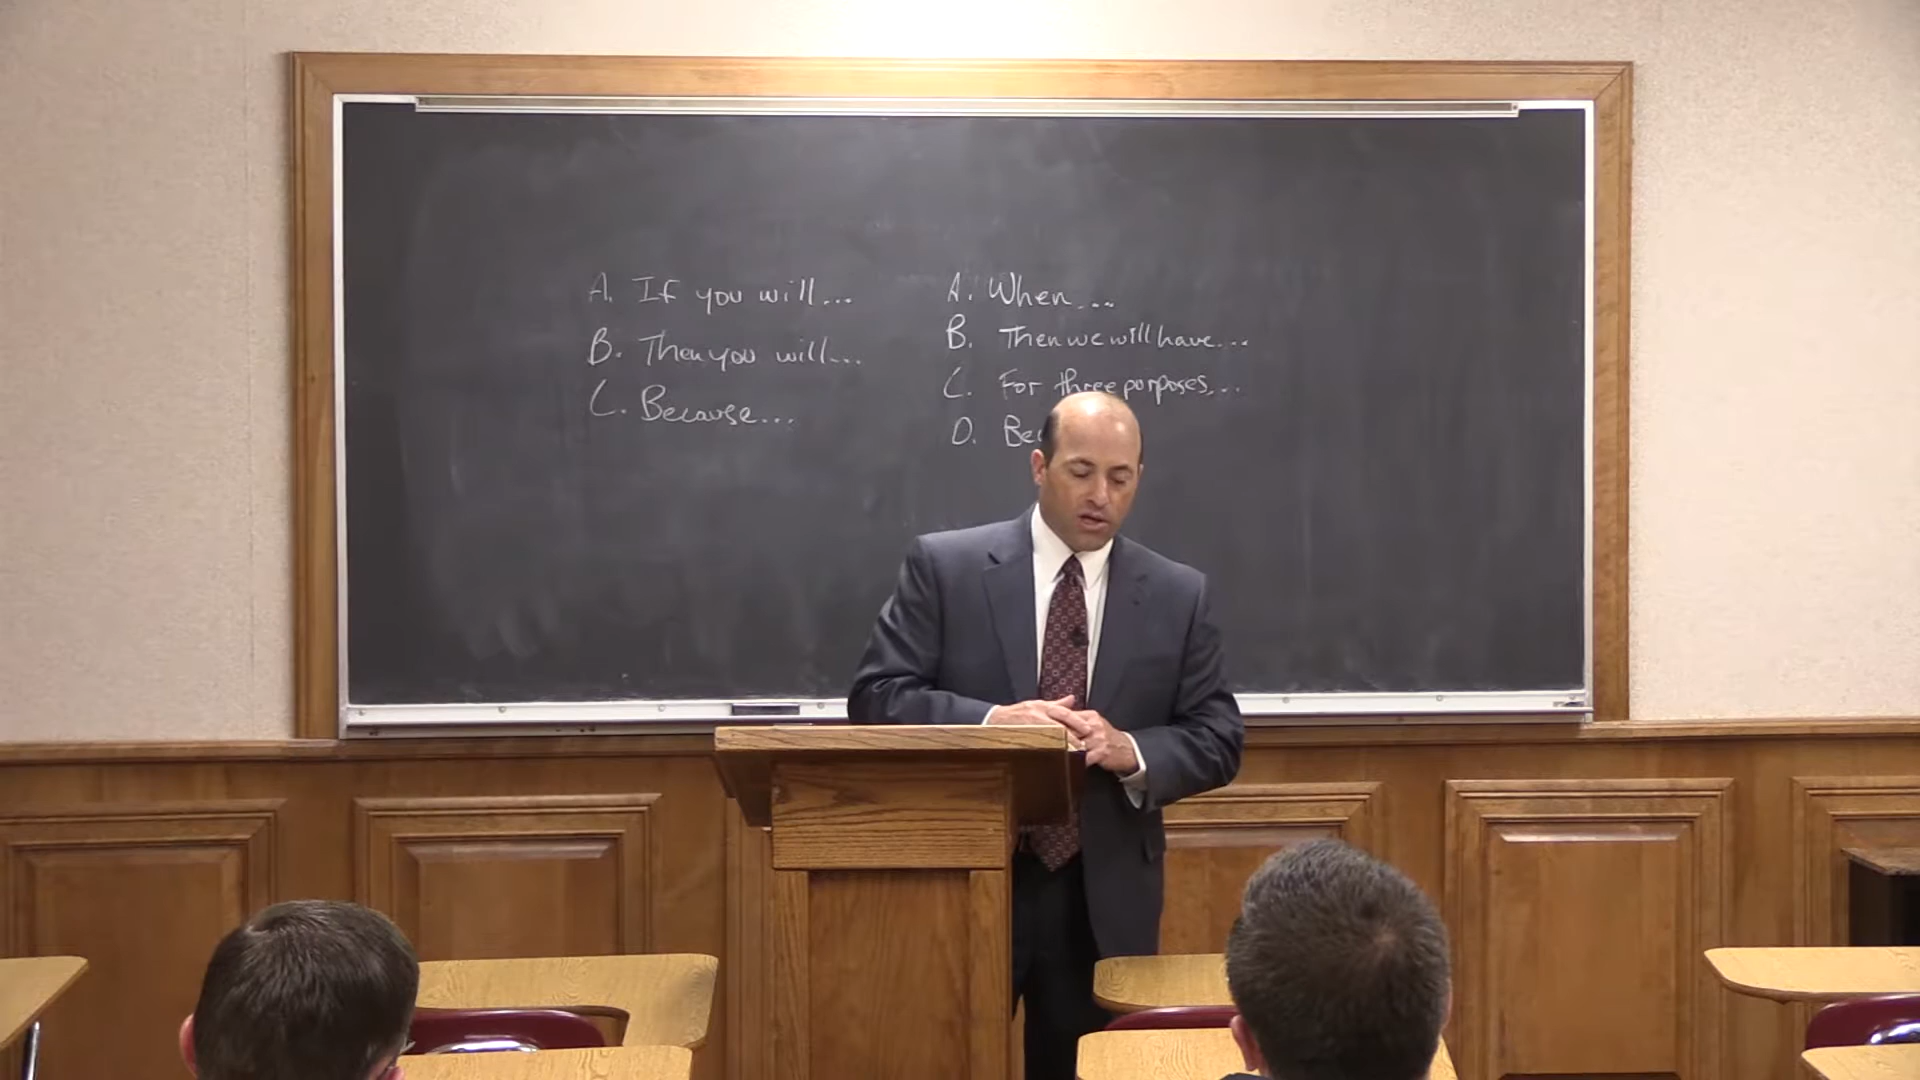 A. If you will...
B. Then you will...
C. Because...
A. When...
B. Then we will have...
C. For three purposes...
D.